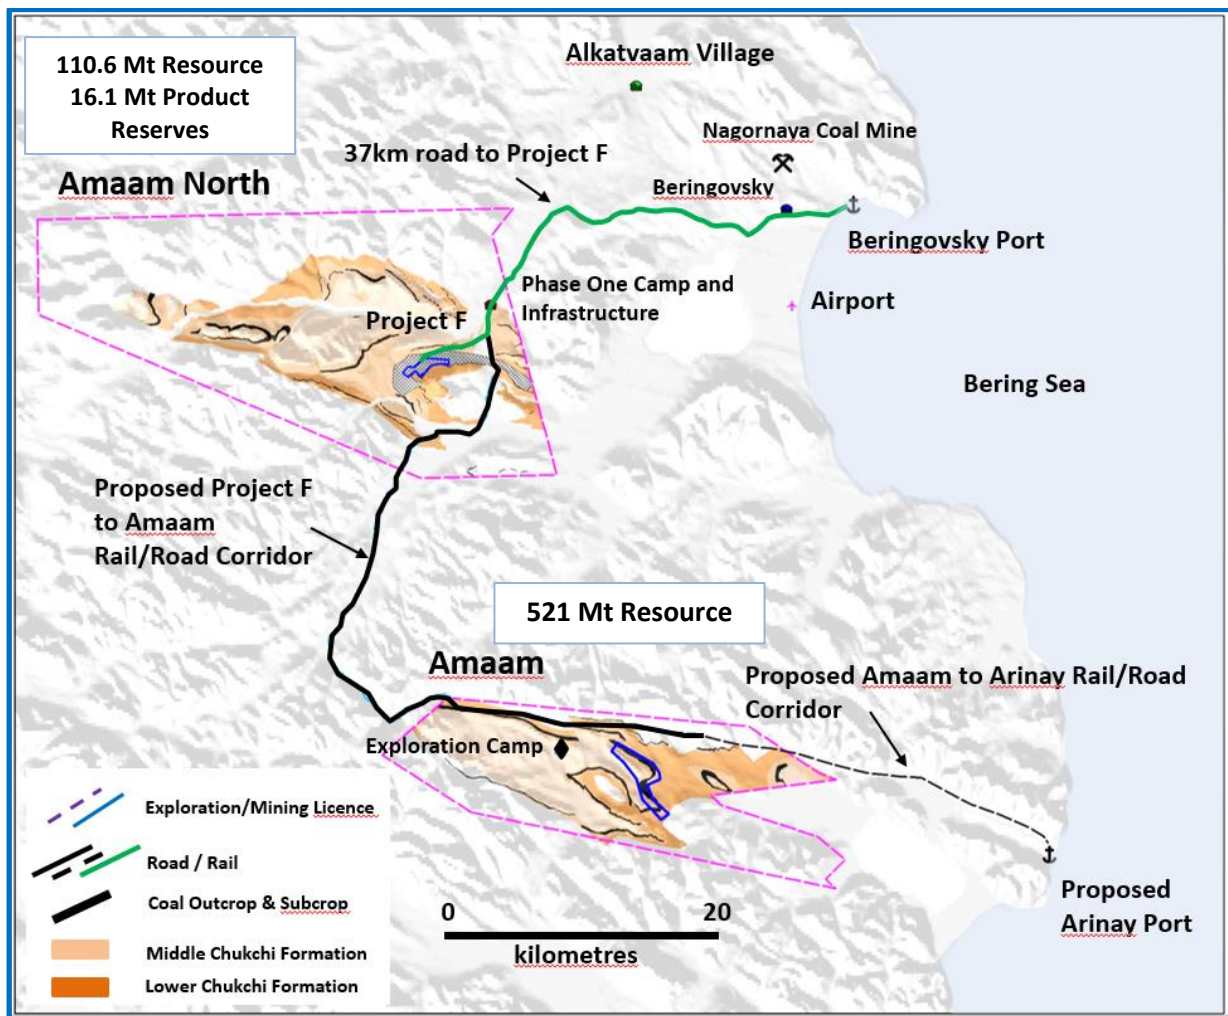 110.6 Mt Resource
16.1 Mt Product
Reserves
Alkatvaam Village
Nagornaya Coal Mine
37km road to Project F
Amaam North
Beringovsky
Beringovsky Port
Phase One Camp and
Infrastructure
Airport
Project F
Bering Sea
Proposed Project F
to Amaam
Rail/Road Corridor
521 Mt Resource
Amaam
Proposed Amaam to Arinay Rail/Road
Corridor
Exploration Camp
Exploration/Mining Licence
Road / Rail
Coal Outcrop & Subcrop
Middle Chukchi Formation
Lower Chukchi Formation
0 20
kilometres
Proposed
Arinay Port